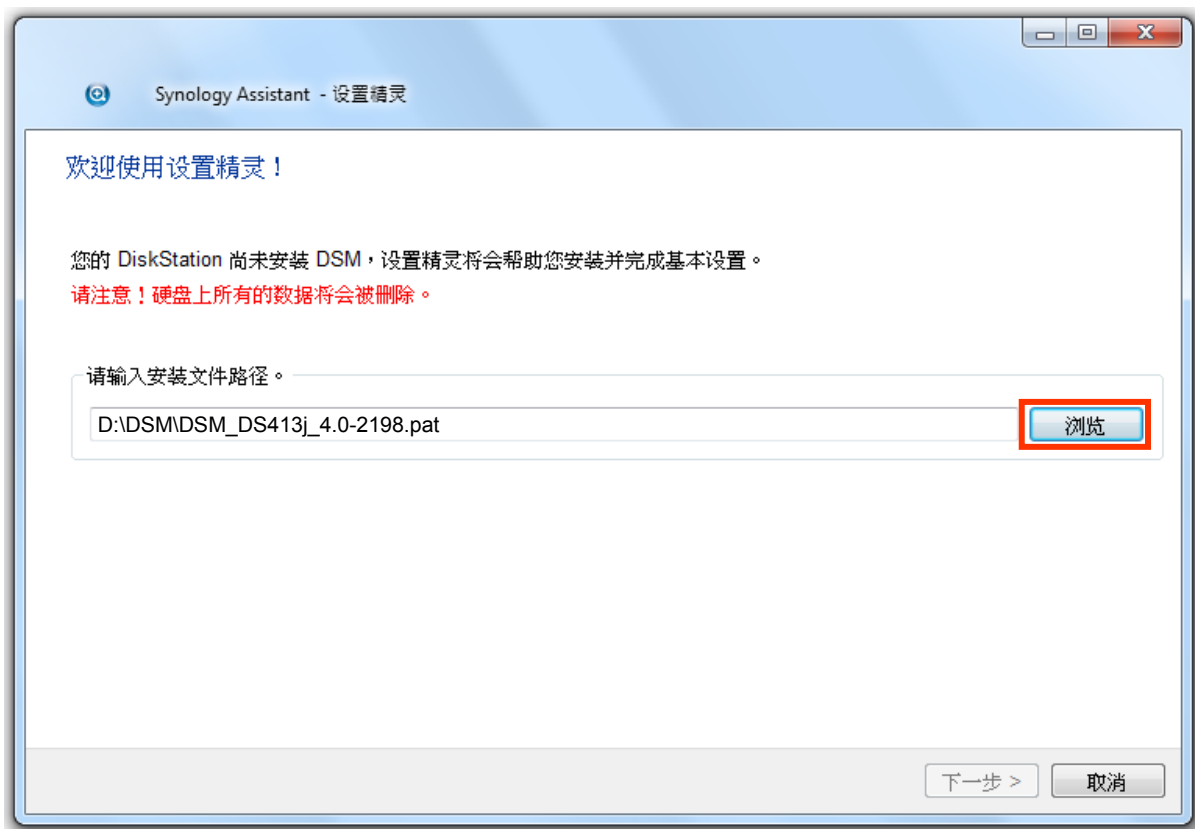 Synology Assistant - 设置精灵
欢迎使用设置精灵！
您的 DiskStation 尚未安装 DSM，设置精灵将会帮助您安装并完成基本设置。
请注意！硬盘上所有的数据将会被删除。
请输入安装文件路径。
D:\DSM\DSM_DS413j_4.0-2198.pat
浏览
下一步 >
取消